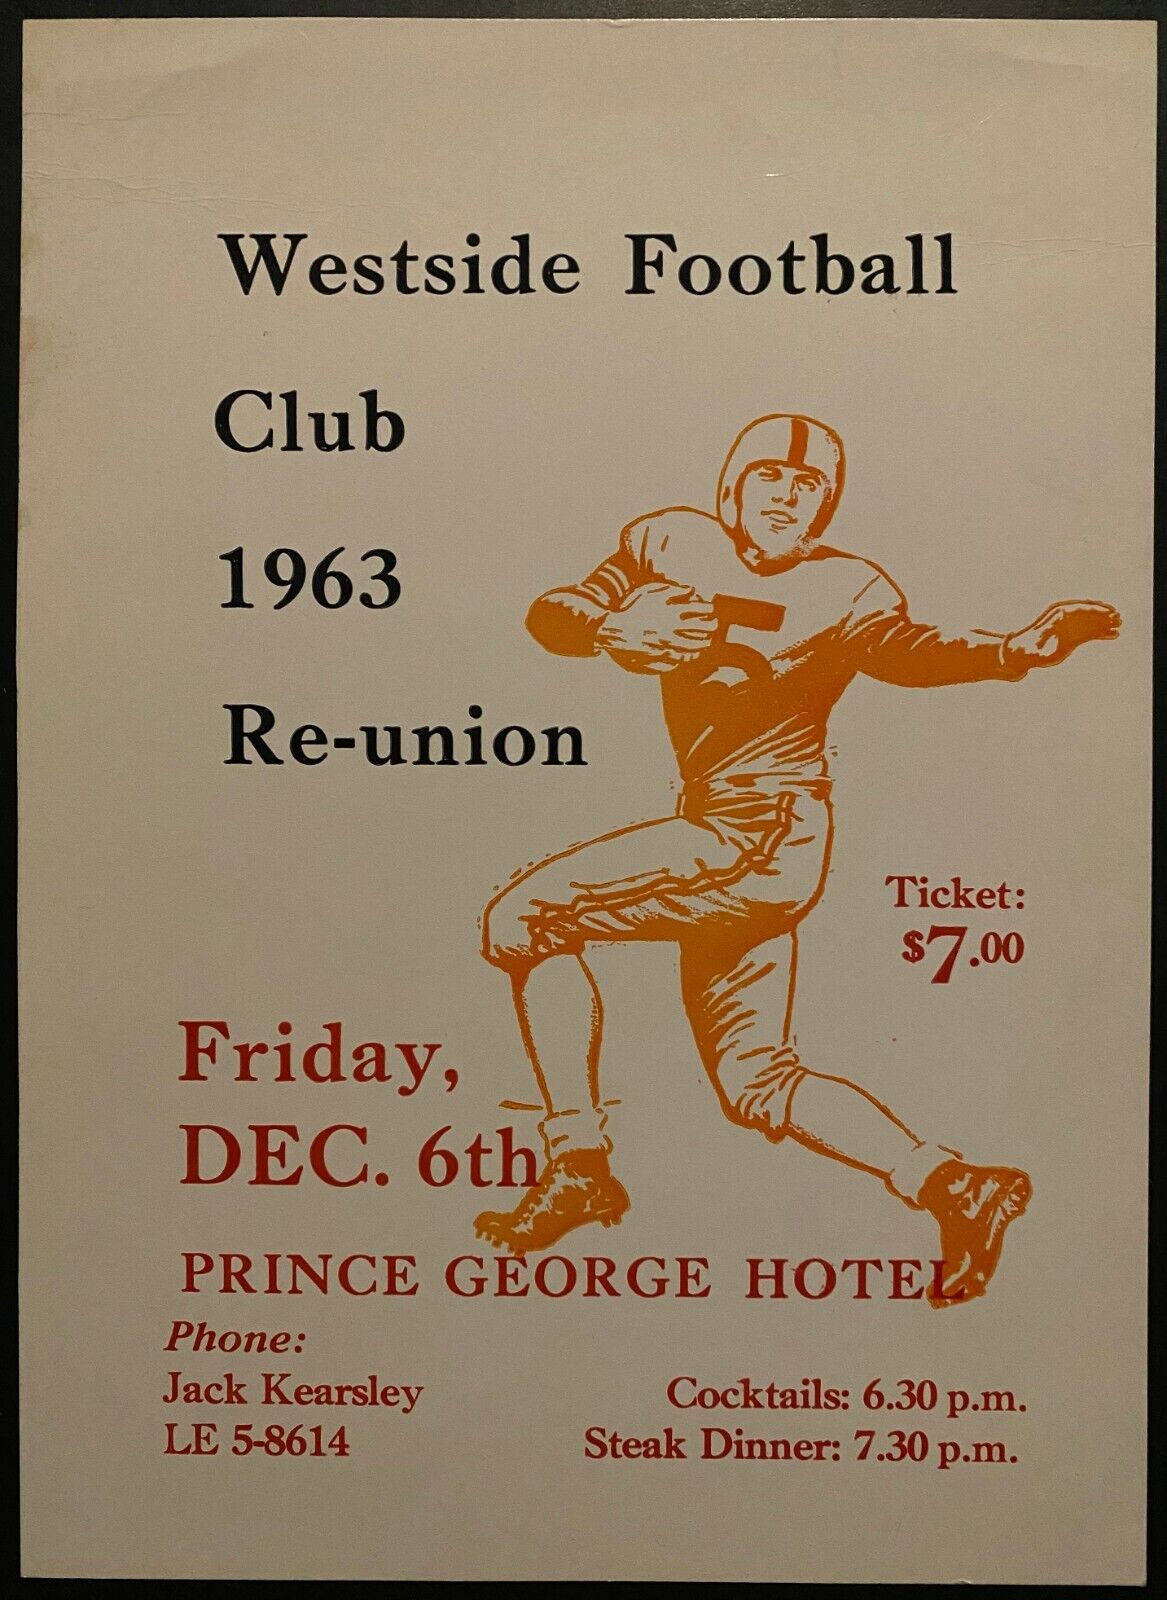 Westside Football
Club
1963
Re-union
Ticket:
$7.00
Friday,
DEC. 6th
PRINCE GEORGE HOTEL
Phone:
Jack Kearsley
LE 5-8614
Cocktails: 6.30 p.m.
Steak Dinner: 7.30 p.m.